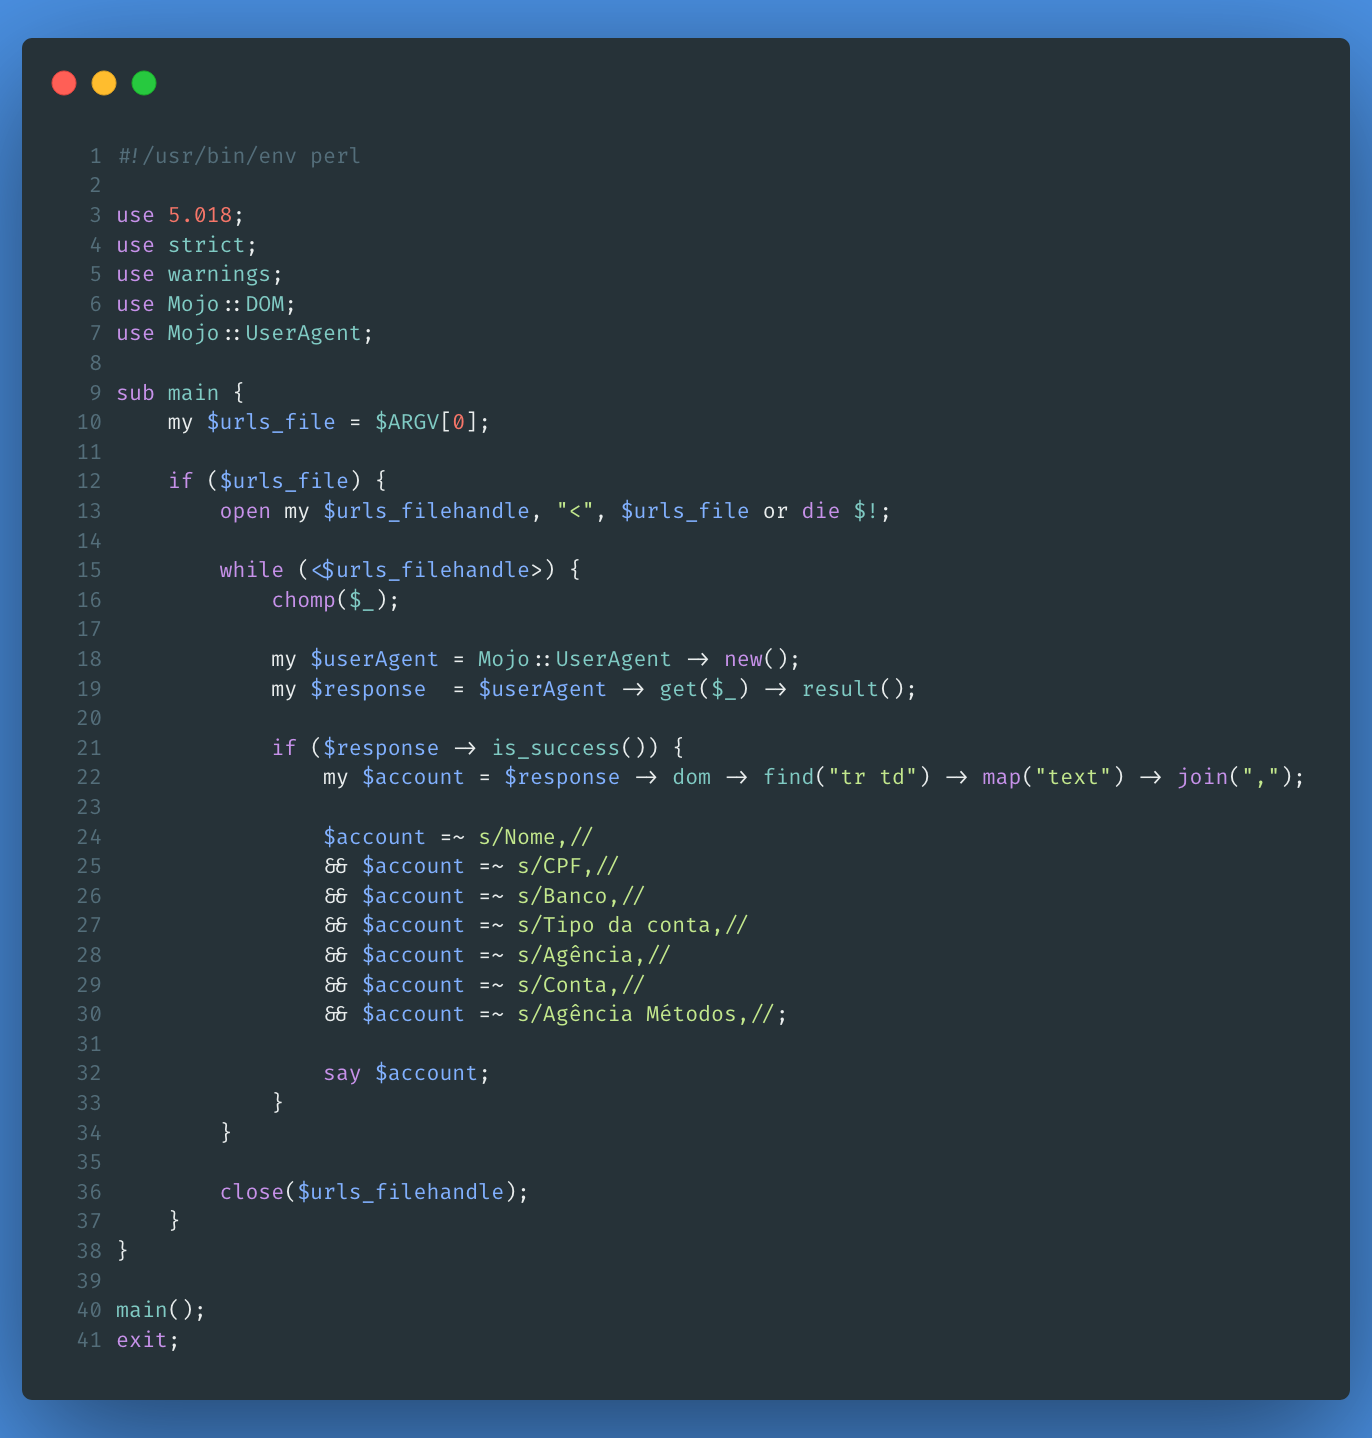 1 #!/usr/bin/env perl
2
3 use 5.018;
4 use strict;
5 use warnings;
6 use Mojo::DOM;
7 use Mojo::UserAgent;
8
9 sub main {
10     my $urls_file = $ARGV[0];
11
12     if ($urls_file) {
13         open my $urls_filehandle, "<", $urls_file or die $!;
14
15         while (<$urls_filehandle>) {
16             chomp($_);
17
18             my $userAgent = Mojo::UserAgent -> new();
19             my $response  = $userAgent -> get($_) -> result();
20
21             if ($response -> is_success()) {
22                 my $account = $response -> dom -> find("tr td") -> map("text") -> join(",");
23
24                 $account =~ s/Nome,//
25                 && $account =~ s/CPF,//
26                 && $account =~ s/Banco,//
27                 && $account =~ s/Tipo da conta,//
28                 && $account =~ s/Agência,//
29                 && $account =~ s/Conta,//
30                 && $account =~ s/Agência Métodos,//;
31
32                 say $account;
33             }
34         }
35
36         close($urls_filehandle);
37     }
38 }
39
40 main();
41 exit;